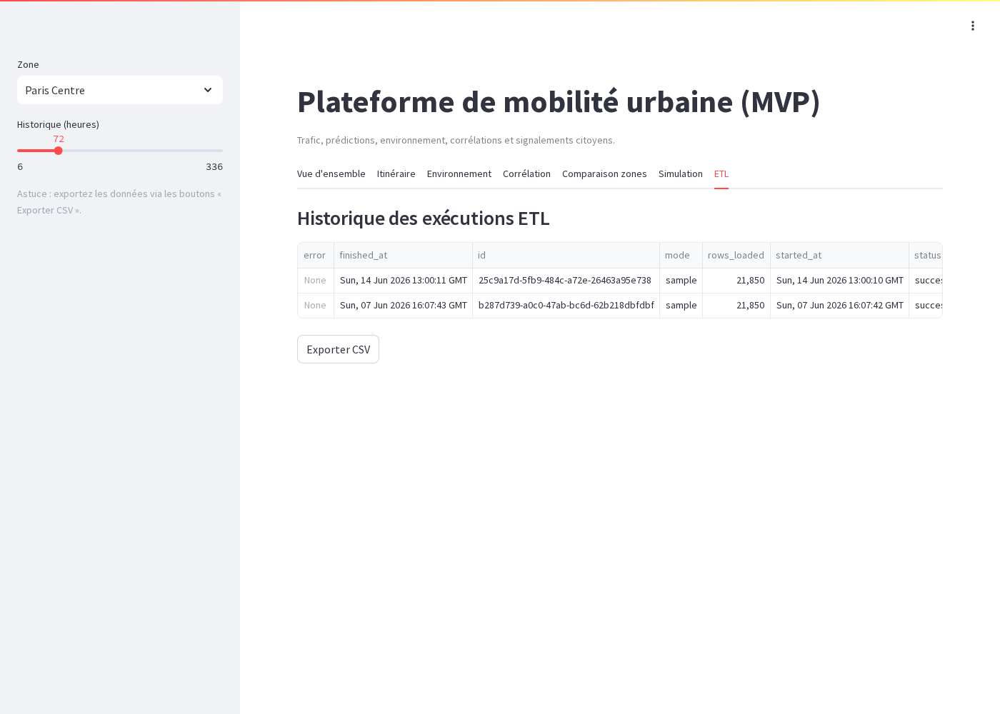 Zone
Paris Centre
Historique (heures)
72
6 336
Astuce : exportez les données via les boutons «
Exporter CSV ».
Plateforme de mobilité urbaine (MVP)
Trafic, prédictions, environnement, corrélations et signalements citoyens.
Vue d'ensemble Itinéraire Environnement Corrélation Comparaison zones Simulation ETL
Historique des exécutions ETL
error finished_at id mode rows_loaded started_at status
None Sun, 14 Jun 2026 13:00:11 GMT 25c9a17d-5fb9-484c-a72e-26463a95e738 sample 21,850 Sun, 14 Jun 2026 13:00:10 GMT succes
None Sun, 07 Jun 2026 16:07:43 GMT b287d739-a0c0-47ab-bc6d-62b218dbfdbf sample 21,850 Sun, 07 Jun 2026 16:07:42 GMT succes
Exporter CSV